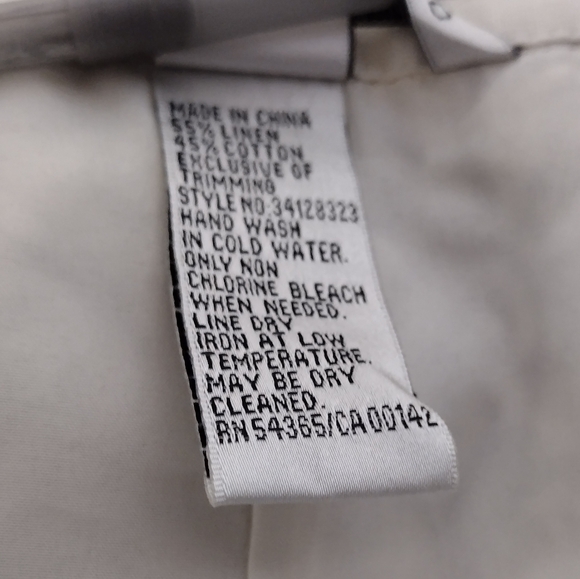 MADE IN CHINA
55% LINEN
45% COTTON
EXCLUSIVE OF
TRIMMING
STYLE NO:34128323
HAND WASH
IN COLD WATER.
ONLY NON
CHLORINE BLEACH
WHEN NEEDED.
LINE DRY
IRON AT LOW
TEMPERATURE.
MAY BE DRY
CLEANED.
RN54365/CA00142